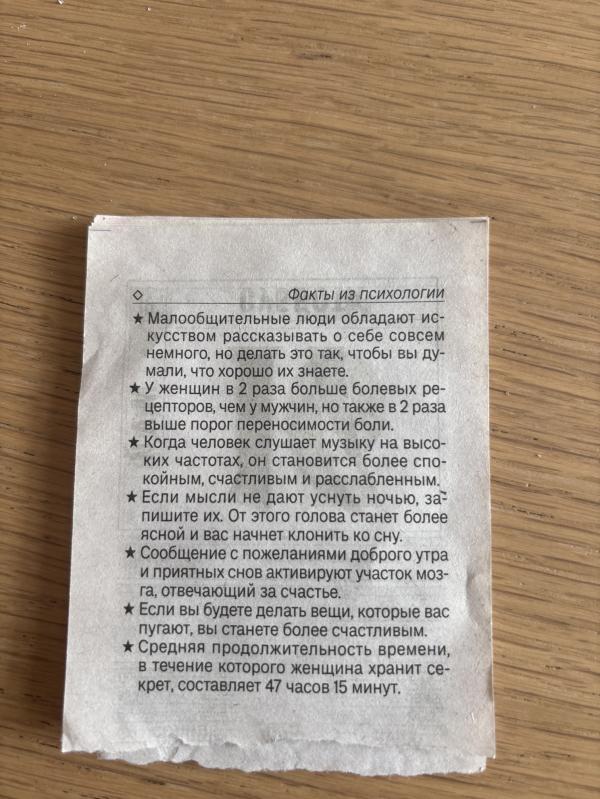 ◇ Факты из психологии
★ Малообщительные люди обладают ис-
кусством рассказывать о себе совсем
немного, но делать это так, чтобы вы ду-
мали, что хорошо их знаете.
★ У женщин в 2 раза больше болевых ре-
цепторов, чем у мужчин, но также в 2 раза
выше порог переносимости боли.
★ Когда человек слушает музыку на высо-
ких частотах, он становится более спо-
койным, счастливым и расслабленным.
★ Если мысли не дают уснуть ночью, за-
пишите их. От этого голова станет более
ясной и вас начнет клонить ко сну.
★ Сообщение с пожеланиями доброго утра
и приятных снов активируют участок моз-
га, отвечающий за счастье.
★ Если вы будете делать вещи, которые вас
пугают, вы станете более счастливым.
★ Средняя продолжительность времени,
в течение которого женщина хранит се-
крет, составляет 47 часов 15 минут.